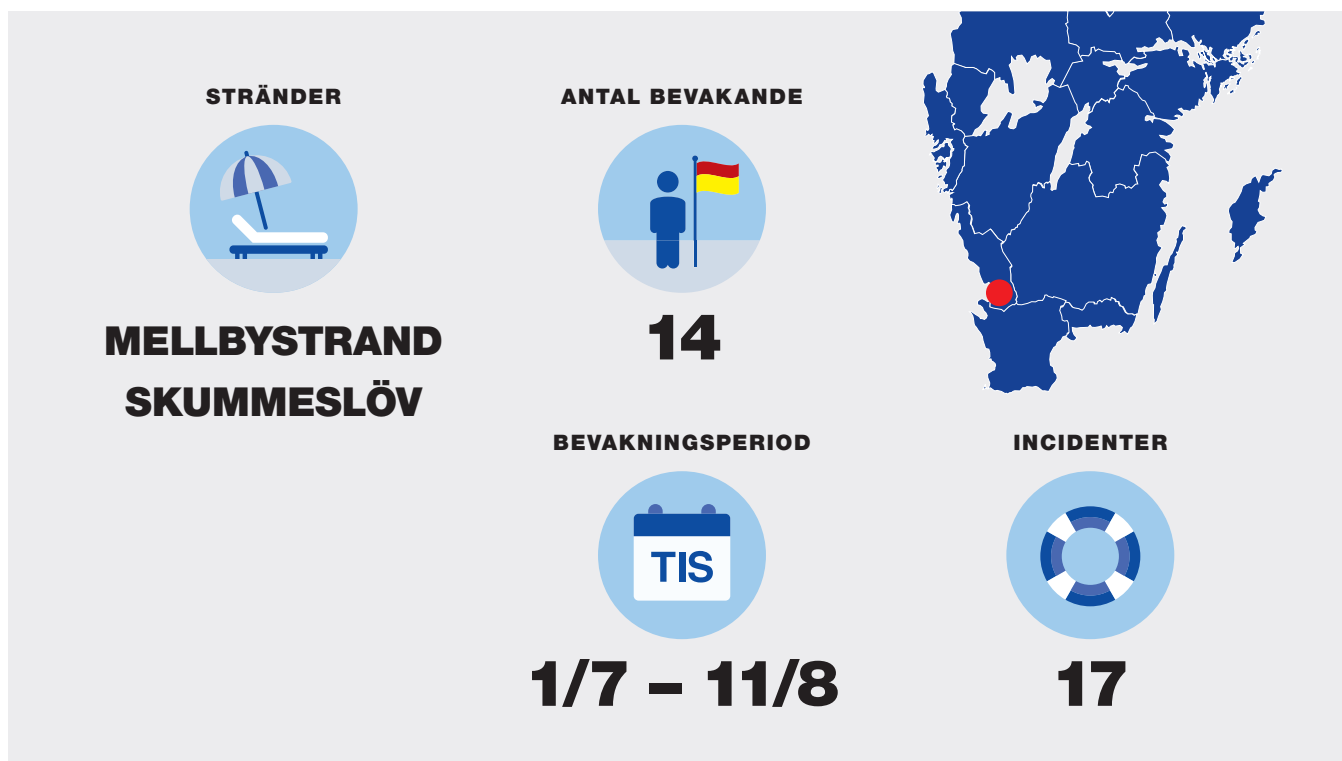 STRÄNDER
MELLBYSTRAND
SKUMMESLÖV
ANTAL BEVAKANDE
14
BEVAKNINGSPERIOD
TIS
1/7 – 11/8
INCIDENTER
17